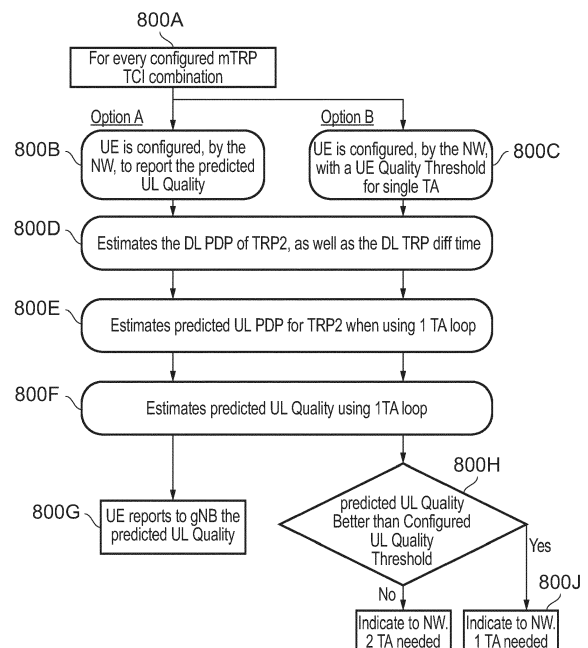 800A
For every configured mTRP
TCI combination
Option A
Option B
800B
UE is configured, by the
NW, to report the predicted
UL Quality
UE is configured, by the NW,
with a UE Quality Threshold
for single TA
800C
800D
Estimates the DL PDP of TRP2, as well as the DL TRP diff time
800E
Estimates predicted UL PDP for TRP2 when using 1 TA loop
800F
Estimates predicted UL Quality using 1TA loop
800G
UE reports to gNB the
predicted UL Quality
800H
predicted UL Quality
Better than Configured
UL Quality
Threshold
Yes
No
800J
Indicate to NW.
2 TA needed
Indicate to NW.
1 TA needed